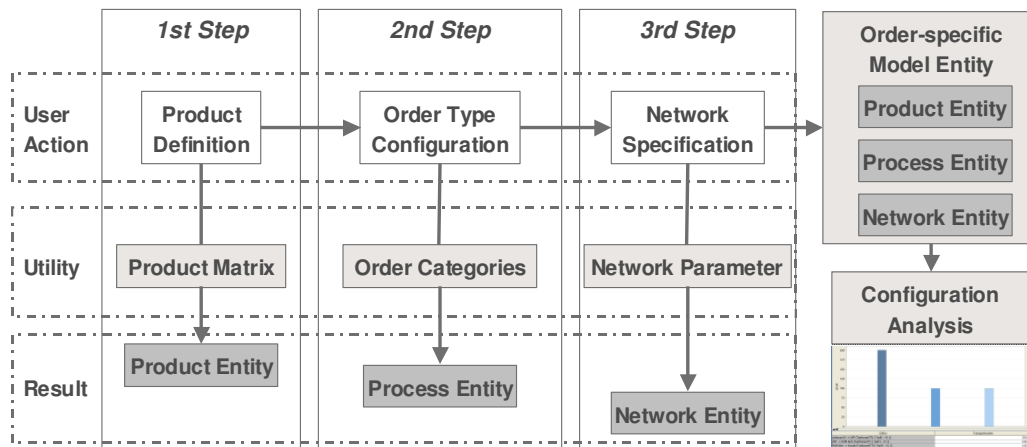 1st Step
2nd Step
3rd Step
Order-specific
Model Entity
User
Action
Product
Definition
Order Type
Configuration
Network
Specification
Product Entity
Process Entity
Network Entity
Utility
Product Matrix
Order Categories
Network Parameter
Configuration
Analysis
Result
Product Entity
Process Entity
Network Entity